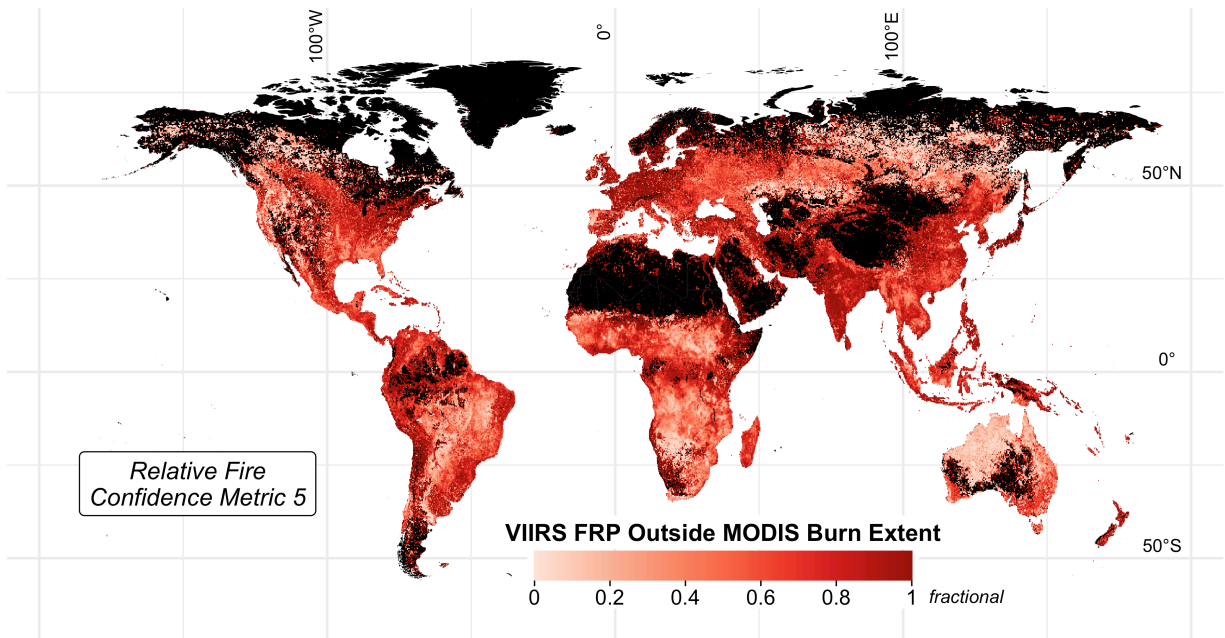 100°W
0°
100°E
50°N
0°
50°S
Relative Fire
Confidence Metric 5
VIIRS FRP Outside MODIS Burn Extent
0 0.2 0.4 0.6 0.8 1 fractional